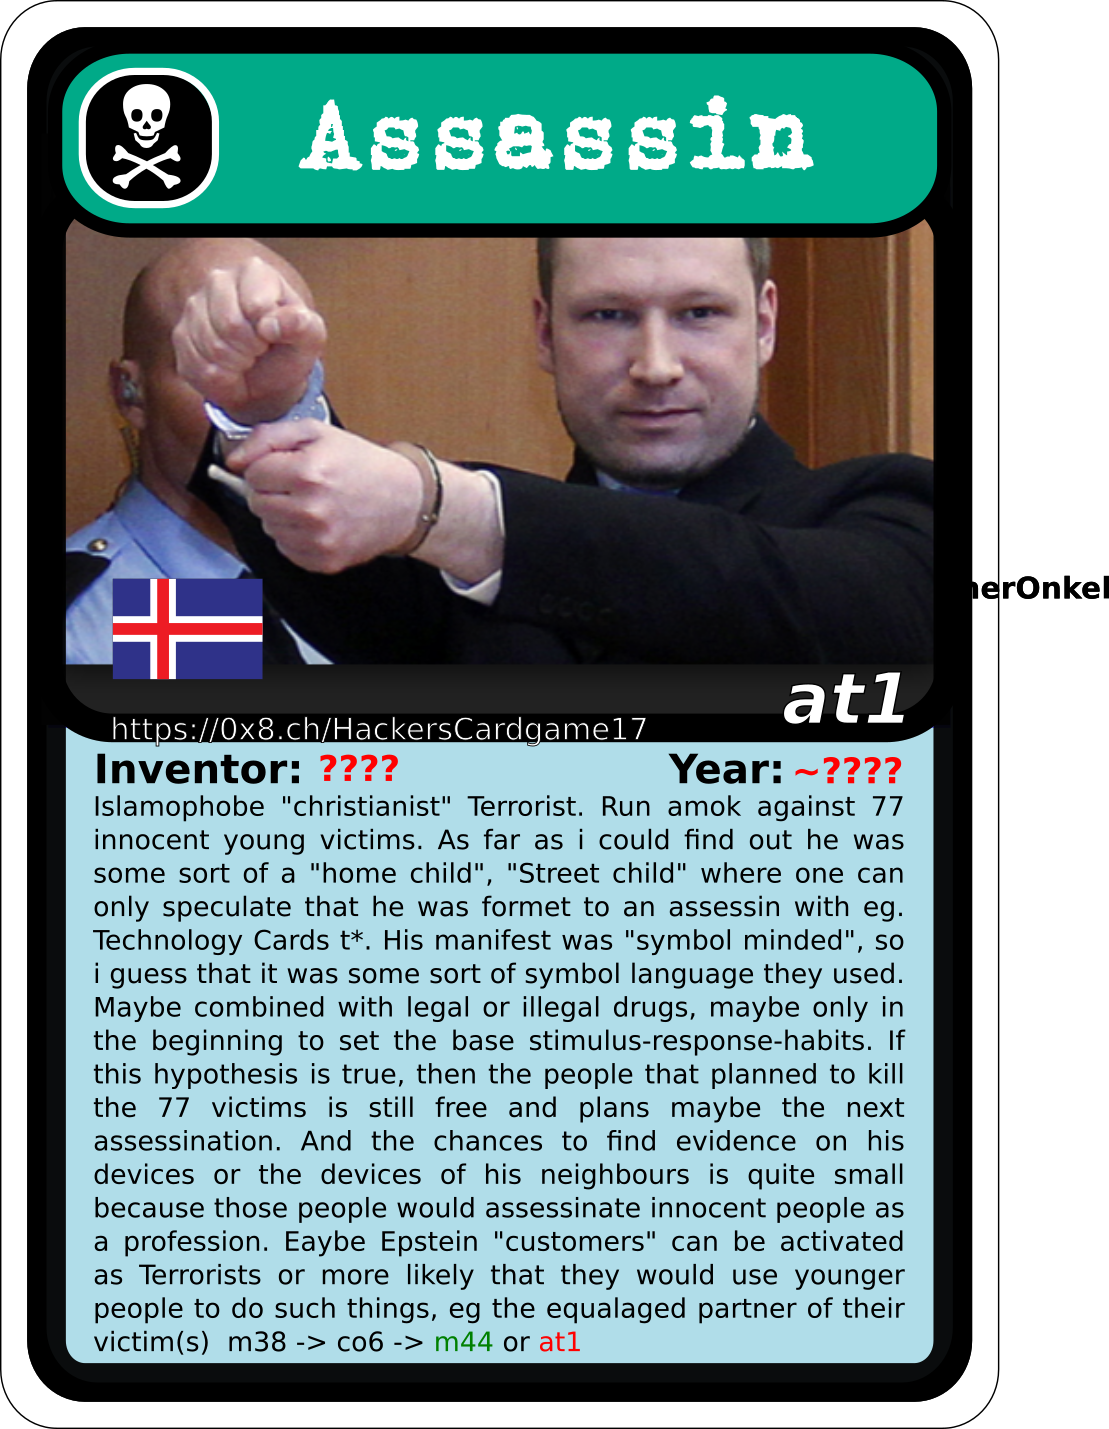 Assassin
nerOnkel
at1
https://0x8.ch/HackersCardgame17
Inventor: ???? Year: ~????
Islamophobe "christianist" Terrorist. Run amok against 77
innocent young victims. As far as i could find out he was
some sort of a "home child", "Street child" where one can
only speculate that he was formet to an assessin with eg.
Technology Cards t*. His manifest was "symbol minded", so
i guess that it was some sort of symbol language they used.
Maybe combined with legal or illegal drugs, maybe only in
the beginning to set the base stimulus-response-habits. If
this hypothesis is true, then the people that planned to kill
the 77 victims is still free and plans maybe the next
assessination. And the chances to find evidence on his
devices or the devices of his neighbours is quite small
because those people would assessinate innocent people as
a profession. Eaybe Epstein "customers" can be activated
as Terrorists or more likely that they would use younger
people to do such things, eg the equalaged partner of their
victim(s) m38 -> co6 -> m44 or at1